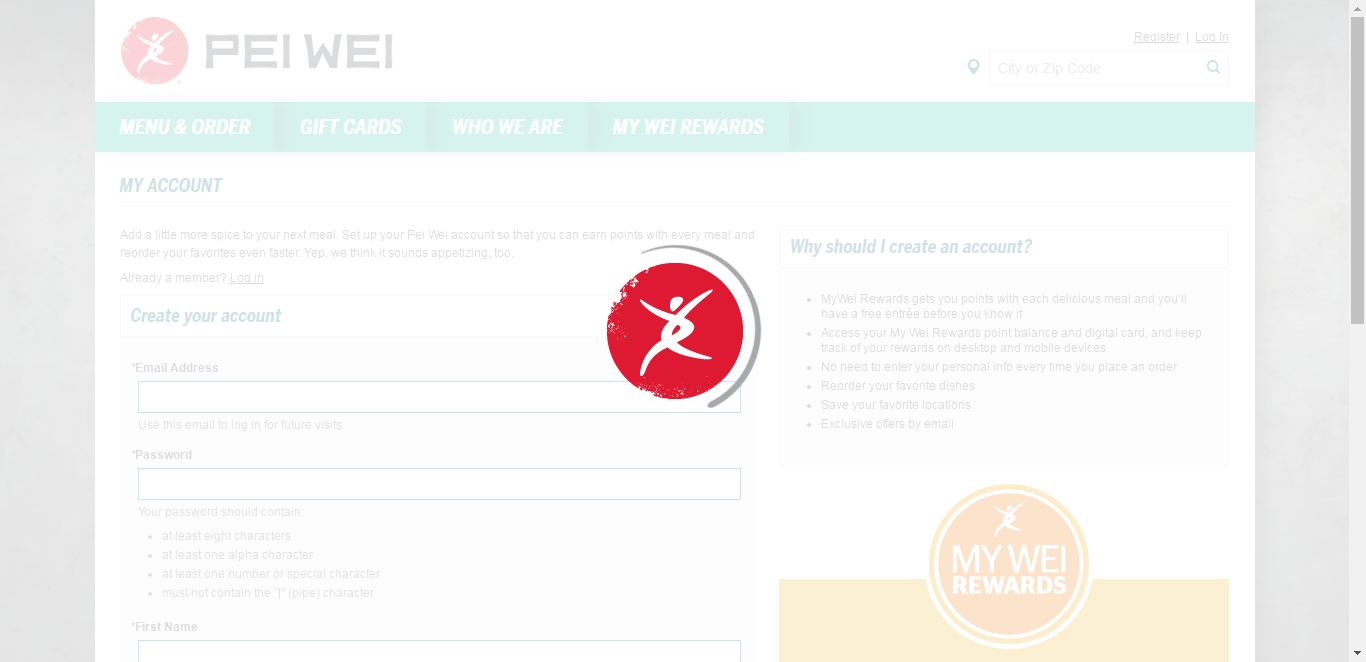 PEI WEI
Register | Log In
City or Zip Code
MENU & ORDER GIFT CARDS WHO WE ARE MY WEI REWARDS
MY ACCOUNT
Add a little more spice to your next meal. Set up your Pei Wei account so that you can earn points with every meal and
reorder your favorites even faster. Yep, we think it sounds appetizing, too.
Already a member? Log in
Create your account
*Email Address
Use this email to log in for future visits.
*Password
Your password should contain:
at least eight characters
at least one alpha character
at least one number or special character
must not contain the "|" (pipe) character
*First Name
Why should I create an account?
MyWei Rewards gets you points with each delicious meal and you'll
have a free entrée before you know it
Access your My Wei Rewards point balance and digital card, and keep
track of your rewards on desktop and mobile devices
No need to enter your personal info every time you place an order
Reorder your favorite dishes
Save your favorite locations
Exclusive offers by email
MY WEI
REWARDS